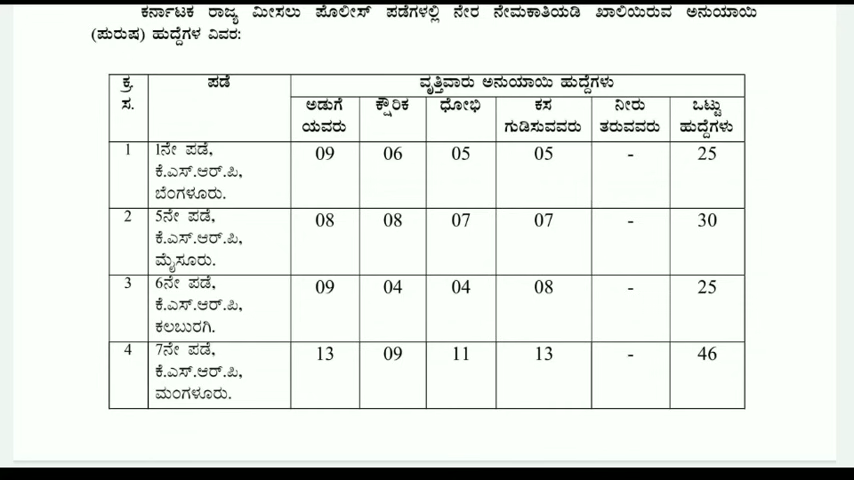 ಕರ್ನಾಟಕ ರಾಜ್ಯ ಮೀಸಲು ಪೊಲೀಸ್ ಪಡೆಗಳಲ್ಲಿ ನೇರ ನೇಮಕಾತಿಯಡಿ ಖಾಲಿಯಿರುವ ಅನುಯಾಯಿ
(ಪುರುಷ) ಹುದ್ದೆಗಳ ವಿವರ:
ಕ್ರ. ಸ. ಪಡೆ ವೃತ್ತಿವಾರು ಅನುಯಾಯಿ ಹುದ್ದೆಗಳು
ಅಡುಗೆ ಕ್ಷೌರಿಕ ಧೋಭಿ ಕಸ ನೀರು ಒಟ್ಟು
ಯವರು ಗುಡಿಸುವವರು ತರುವವರು ಹುದ್ದೆಗಳು
1 1ನೇ ಪಡೆ, 09 06 05 05 - 25
ಕೆ.ಎಸ್.ಆರ್.ಪಿ,
ಬೆಂಗಳೂರು.
2 5ನೇ ಪಡೆ, 08 08 07 07 - 30
ಕೆ.ಎಸ್.ಆರ್.ಪಿ,
ಮೈಸೂರು.
3 6ನೇ ಪಡೆ, 09 04 04 08 - 25
ಕೆ.ಎಸ್.ಆರ್.ಪಿ,
ಕಲಬುರಗಿ.
4 7ನೇ ಪಡೆ, 13 09 11 13 - 46
ಕೆ.ಎಸ್.ಆರ್.ಪಿ,
ಮಂಗಳೂರು.